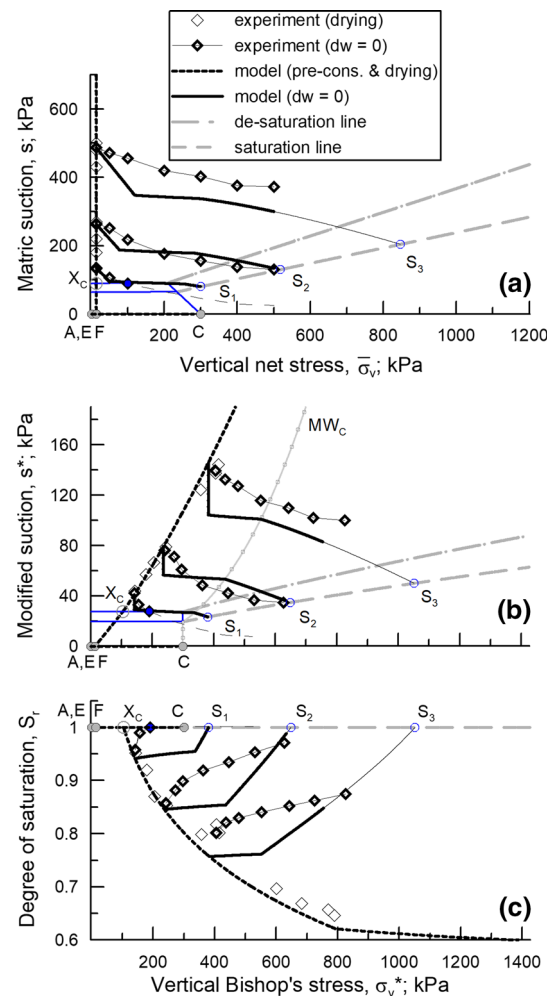 experiment (drying)
experiment (dw = 0)
model (pre-cons. & drying)
model (dw = 0)
de-saturation line
saturation line
Matric suction, s; kPa
600
400
200
0
X_C
S_1
S_2
S_3
(a)
A,E F
C
200 400 600 800 1000 1200
Vertical net stress, σ̅_v; kPa
Modified suction, s*; kPa
160
120
80
40
0
MW_C
X_C
S_1
S_2
S_3
(b)
A,E F
C
Degree of saturation, S_r
A,E F X_C C S_1 S_2 S_3
1
0.9
0.8
0.7
0.6
(c)
200 400 600 800 1000 1200 1400
Vertical Bishop's stress, σ_v*; kPa